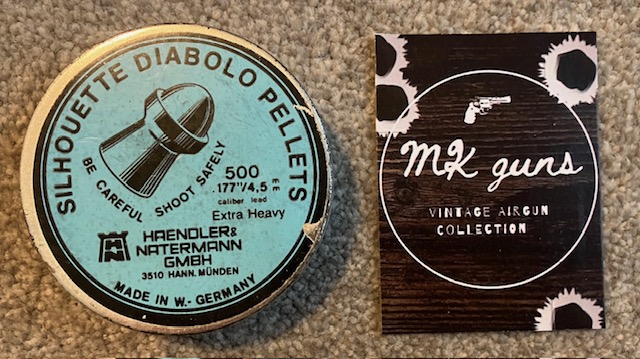 SILHOUETTE DIABOLO PELLETS
BE CAREFUL SHOOT SAFELY
500
.177"/4,5 mm
caliber lead
Extra Heavy
HAENDLER &
NATERMANN
GMBH
3510 HANN. MÜNDEN
MADE IN W.-GERMANY
MK guns
VINTAGE AIRGUN
COLLECTION